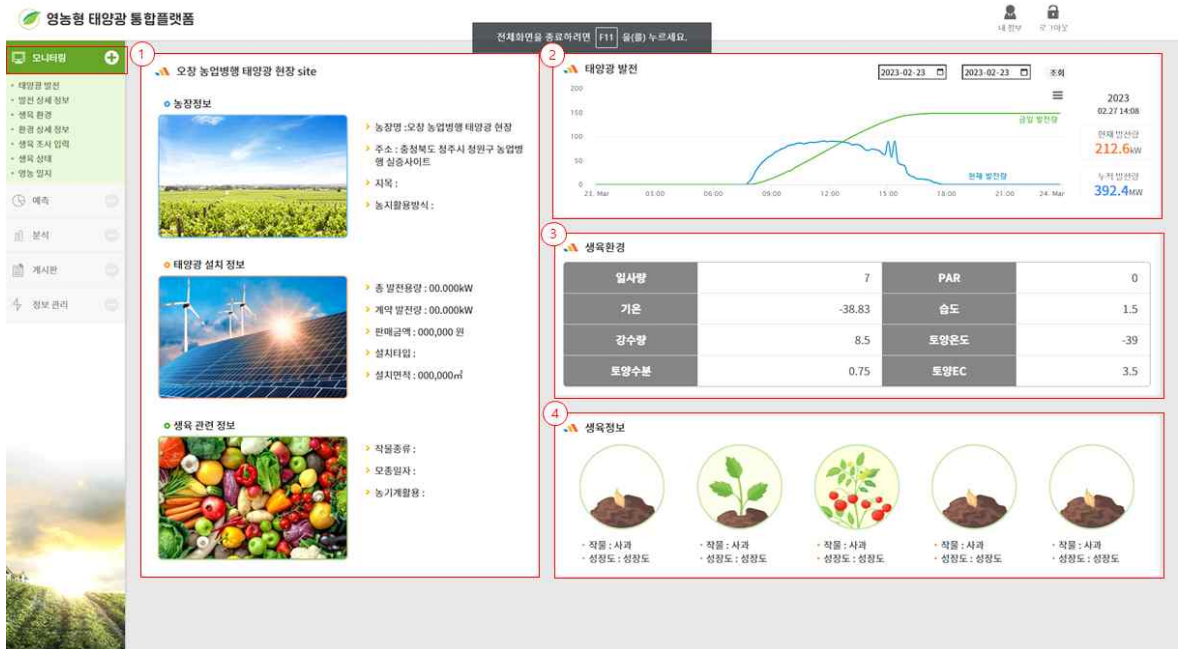 영농형 태양광 통합플랫폼
전체화면을 종료하려면 F11 을(를) 누르세요.
내 정보
로그아웃
모니터링
태양광 발전
발전 상세 정보
생육 환경
환경 상세 정보
생육 조사 입력
생육 상태
영농 일지
예측
분석
게시판
정보 관리
1
오창 농업병행 태양광 현장 site
농장정보
농장명 :오창 농업병행 태양광 현장
주소 : 충청북도 청주시 청원구 농업병
행 실증사이트
지목 :
농지활용방식 :
태양광 설치 정보
총 발전용량 : 00.000kW
계약 발전량 : 00.000kW
판매금액 : 000,000 원
설치타입 :
설치면적 : 000,000㎡
생육 관련 정보
작물종류 :
모종일자 :
농기계활용 :
2
태양광 발전
2023-02-23
2023-02-23
조회
200
150
100
50
0
금일 발전량
현재 발전량
23. Mar
03:00
06:00
09:00
12:00
15:00
18:00
21:00
24. Mar
2023
02.27 14:08
현재 발전량
212.6kW
누적 발전량
392.4MW
3
생육환경
일사량 7 PAR 0
기온 -38.83 습도 1.5
강수량 8.5 토양온도 -39
토양수분 0.75 토양EC 3.5
4
생육정보
작물 : 사과
성장도 : 성장도
작물 : 사과
성장도 : 성장도
작물 : 사과
성장도 : 성장도
작물 : 사과
성장도 : 성장도
작물 : 사과
성장도 : 성장도